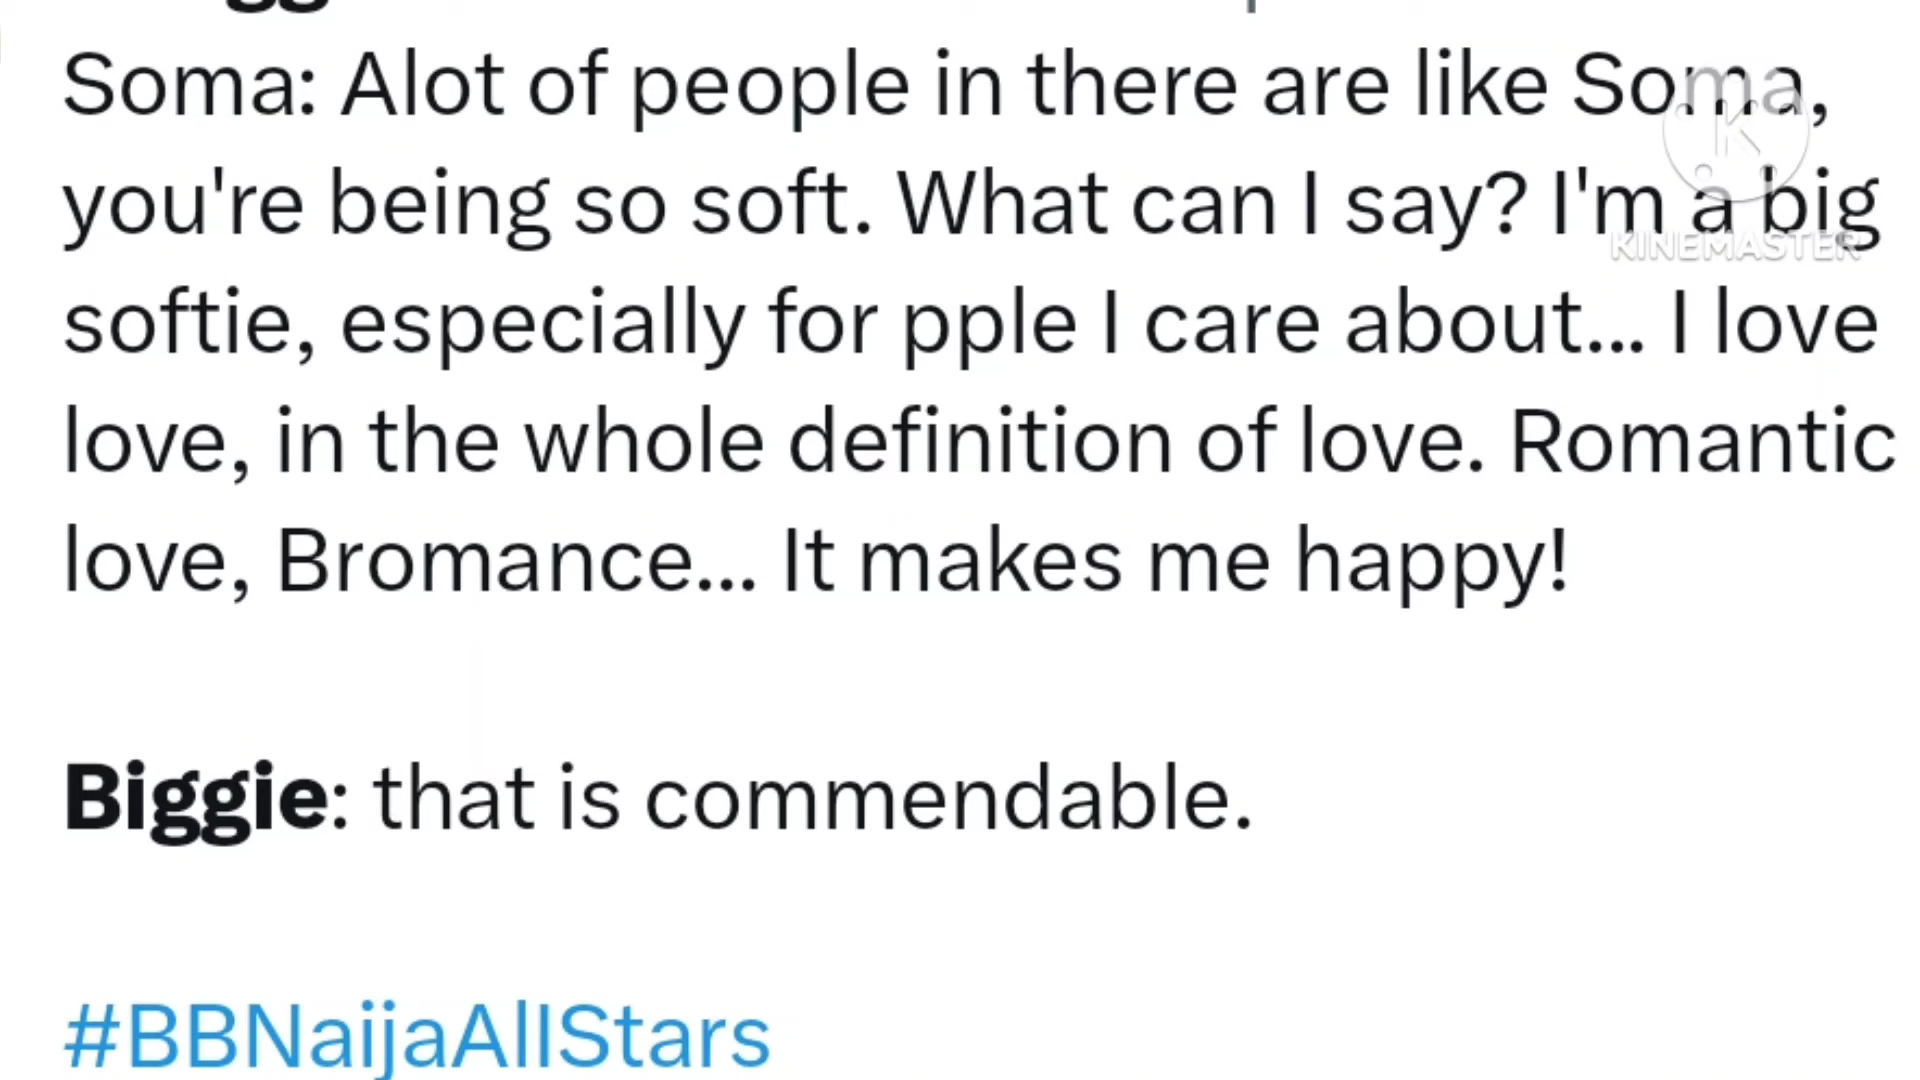 Soma: Alot of people in there are like Soma,
you're being so soft. What can I say? I'm a big
softie, especially for pple I care about... I love
love, in the whole definition of love. Romantic
love, Bromance... It makes me happy!
Biggie: that is commendable.
#BBNaijaAllStars
K
KINEMASTER